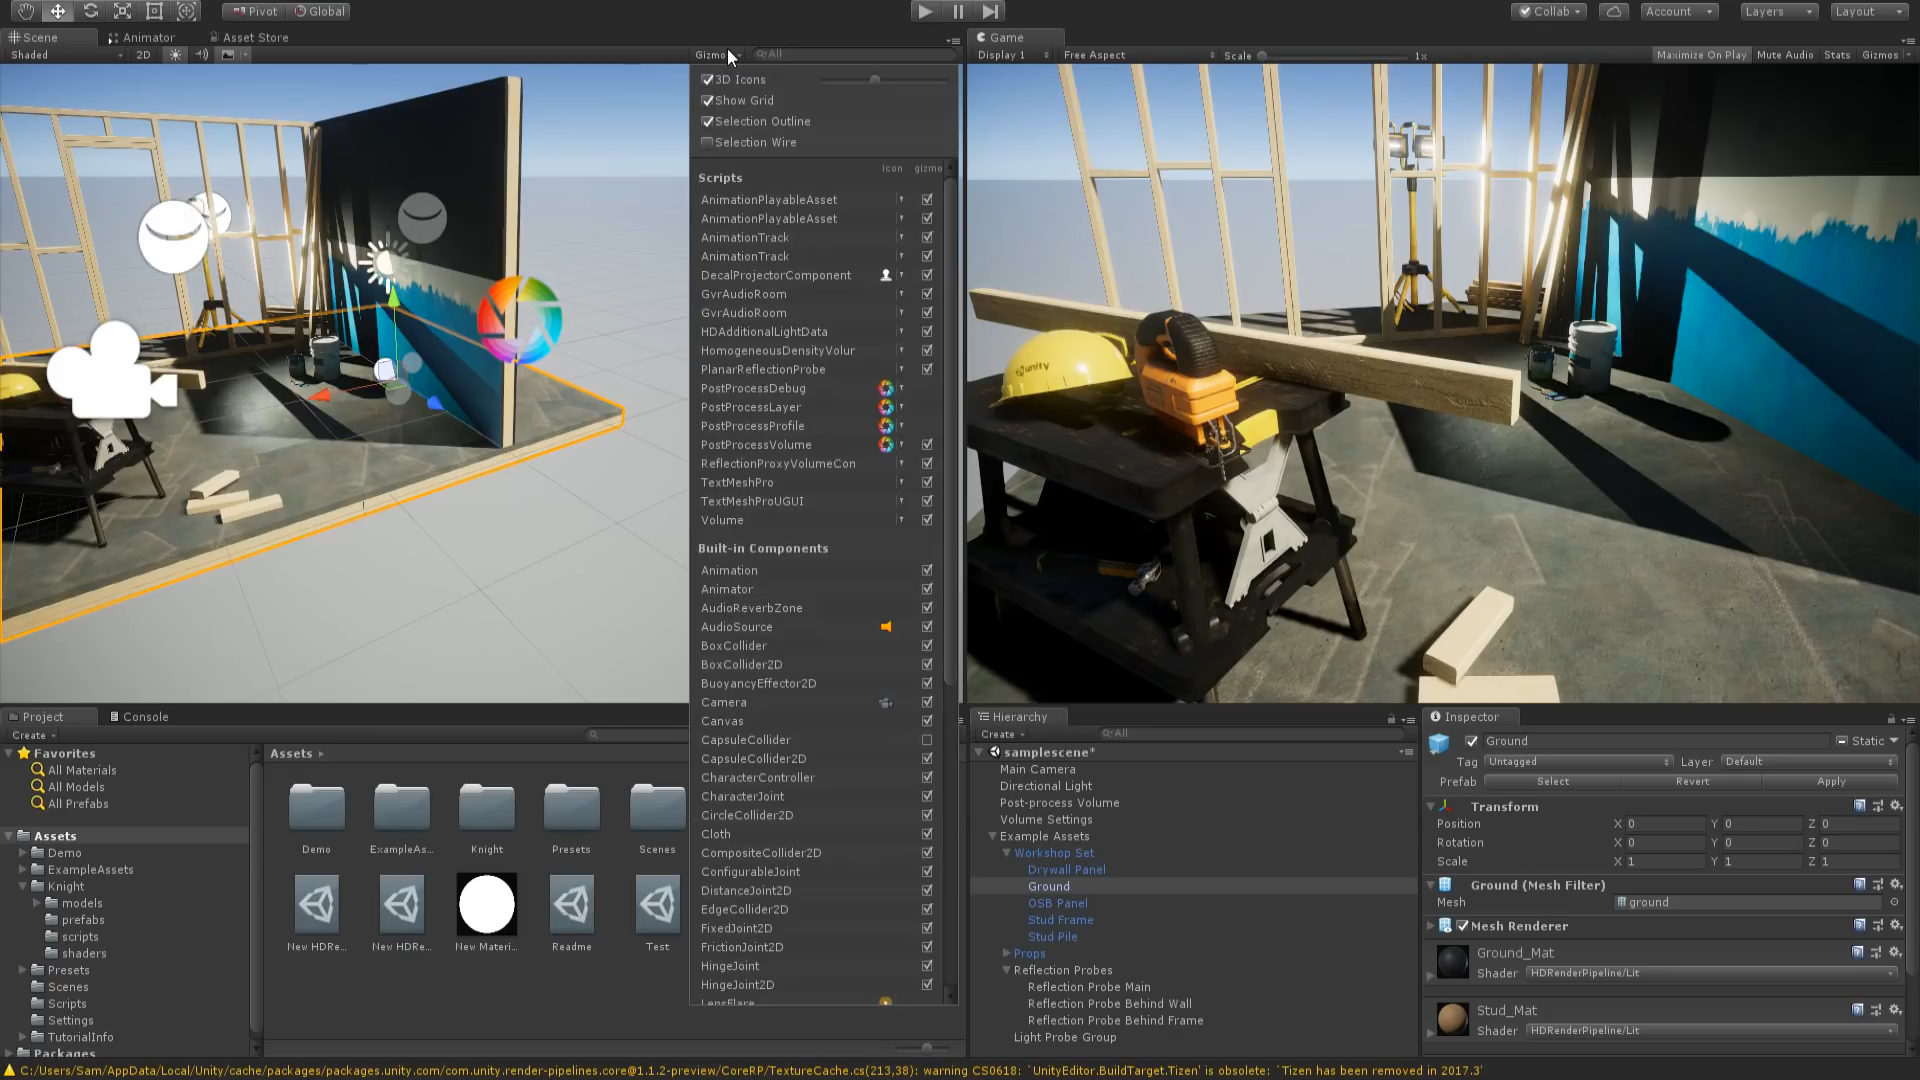 Pivot Global
Collab Account Layers Layout
Scene Animator Asset Store
Game
Shaded 2D
Gizmo All
Display 1 Free Aspect Scale 1x Maximize On Play Mute Audio Stats Gizmos
3D Icons
Show Grid
Selection Outline
Selection Wire
icon gizmo
Scripts
AnimationPlayableAsset
AnimationPlayableAsset
AnimationTrack
AnimationTrack
DecalProjectorComponent
GvrAudioRoom
GvrAudioRoom
HDAdditionalLightData
HomogeneousDensityVolur
PlanarReflectionProbe
PostProcessDebug
PostProcessLayer
PostProcessProfile
PostProcessVolume
ReflectionProxyVolumeCon
TextMeshPro
TextMeshProUGUI
Volume
Built-in Components
Animation
Animator
AudioReverbZone
AudioSource
BoxCollider
BoxCollider2D
BuoyancyEffector2D
Camera
Canvas
CapsuleCollider
CapsuleCollider2D
CharacterController
CharacterJoint
CircleCollider2D
Cloth
CompositeCollider2D
ConfigurableJoint
DistanceJoint2D
EdgeCollider2D
FixedJoint2D
FrictionJoint2D
HingeJoint
HingeJoint2D
LensFlare
unity
Project Console
Create
Favorites
All Materials
All Models
All Prefabs
Assets
Demo
ExampleAssets
Knight
models
prefabs
scripts
shaders
Presets
Scenes
Scripts
Settings
TutorialInfo
Packages
Assets
Demo ExampleAs... Knight Presets Scenes
New HDRe... New HDRe... New Materi... Readme Test
Hierarchy
Create All
samplescene*
Main Camera
Directional Light
Post-process Volume
Volume Settings
Example Assets
Workshop Set
Drywall Panel
Ground
OSB Panel
Stud Frame
Stud Pile
Props
Reflection Probes
Reflection Probe Main
Reflection Probe Behind Wall
Reflection Probe Behind Frame
Light Probe Group
Inspector
Ground Static
Tag Untagged Layer Default
Prefab Select Revert Apply
Transform
Position X 0 Y 0 Z 0
Rotation X 0 Y 0 Z 0
Scale X 1 Y 1 Z 1
Ground (Mesh Filter)
Mesh ground
Mesh Renderer
Ground_Mat
Shader HDRenderPipeline/Lit
Stud_Mat
Shader HDRenderPipeline/Lit
C:/Users/Sam/AppData/Local/Unity/cache/packages/packages.unity.com/com.unity.render-pipelines.core@1.1.2-preview/CoreRP/TextureCache.cs(213,38): warning CS0618: `UnityEditor.BuildTarget.Tizen' is obsolete: `Tizen has been removed in 2017.3'